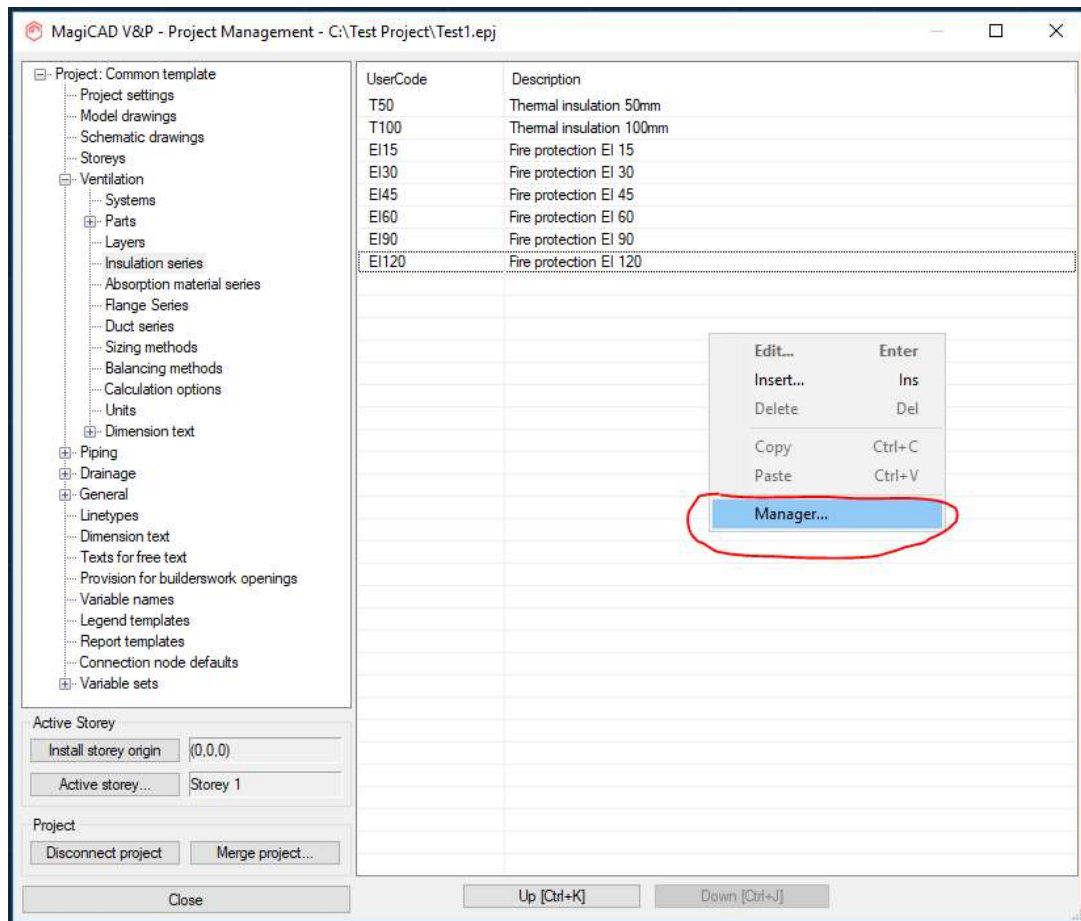 MagiCAD V&P - Project Management - C:\Test Project\Test1.epj
Project: Common template
Project settings
Model drawings
Schematic drawings
Storeys
Ventilation
Systems
Parts
Layers
Insulation series
Absorption material series
Flange Series
Duct series
Sizing methods
Balancing methods
Calculation options
Units
Dimension text
Piping
Drainage
General
Linetypes
Dimension text
Texts for free text
Provision for builderswork openings
Variable names
Legend templates
Report templates
Connection node defaults
Variable sets
Active Storey
Install storey origin (0,0,0)
Active storey... Storey 1
Project
Disconnect project Merge project...
Close
UserCode Description
T50 Thermal insulation 50mm
T100 Thermal insulation 100mm
EI15 Fire protection EI 15
EI30 Fire protection EI 30
EI45 Fire protection EI 45
EI60 Fire protection EI 60
EI90 Fire protection EI 90
EI120 Fire protection EI 120
Edit... Enter
Insert... Ins
Delete Del
Copy Ctrl+C
Paste Ctrl+V
Manager...
Up [Ctrl+K] Down [Ctrl+J]